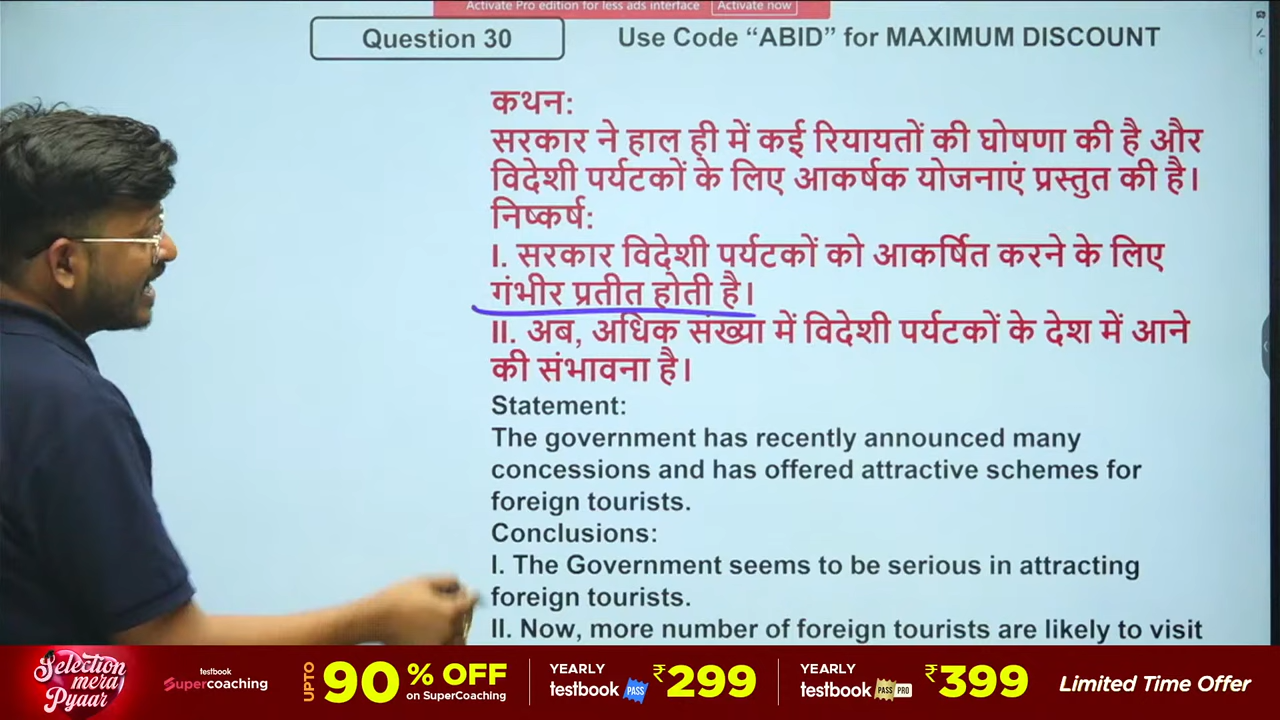 Activate Pro edition for less ads interface Activate now
Question 30
Use Code “ABID” for MAXIMUM DISCOUNT
कथन:
सरकार ने हाल ही में कई रियायतों की घोषणा की है और
विदेशी पर्यटकों के लिए आकर्षक योजनाएं प्रस्तुत की है।
निष्कर्ष:
I. सरकार विदेशी पर्यटकों को आकर्षित करने के लिए
गंभीर प्रतीत होती है।
II. अब, अधिक संख्या में विदेशी पर्यटकों के देश में आने
की संभावना है।
Statement:
The government has recently announced many
concessions and has offered attractive schemes for
foreign tourists.
Conclusions:
I. The Government seems to be serious in attracting
foreign tourists.
II. Now, more number of foreign tourists are likely to visit
Selection
mera
Pyaar
testbook
Supercoaching
UPTO 90% OFF
on SuperCoaching
YEARLY
testbook PASS
₹299
YEARLY
testbook PASS PRO
₹399
Limited Time Offer